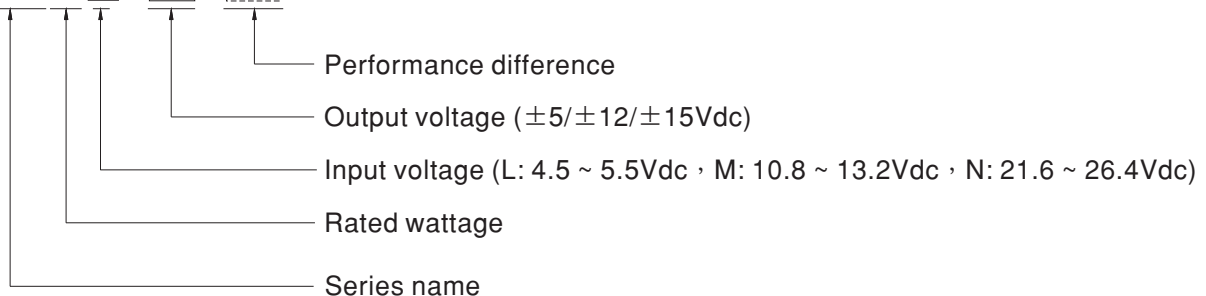 Performance difference
Output voltage (±5/±12/±15Vdc)
Input voltage (L: 4.5 ~ 5.5Vdc，M: 10.8 ~ 13.2Vdc，N: 21.6 ~ 26.4Vdc)
Rated wattage
Series name